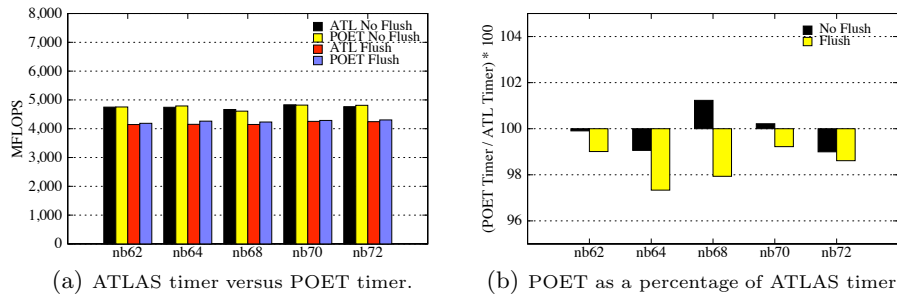 8,000
7,000
6,000
5,000
4,000
3,000
2,000
1,000
0
MFLOPS
ATL No Flush
POET No Flush
ATL Flush
POET Flush
nb62 nb64 nb68 nb70 nb72
(a) ATLAS timer versus POET timer.
104
102
100
98
96
(POET Timer / ATL Timer) * 100
No Flush
Flush
nb62 nb64 nb68 nb70 nb72
(b) POET as a percentage of ATLAS timer